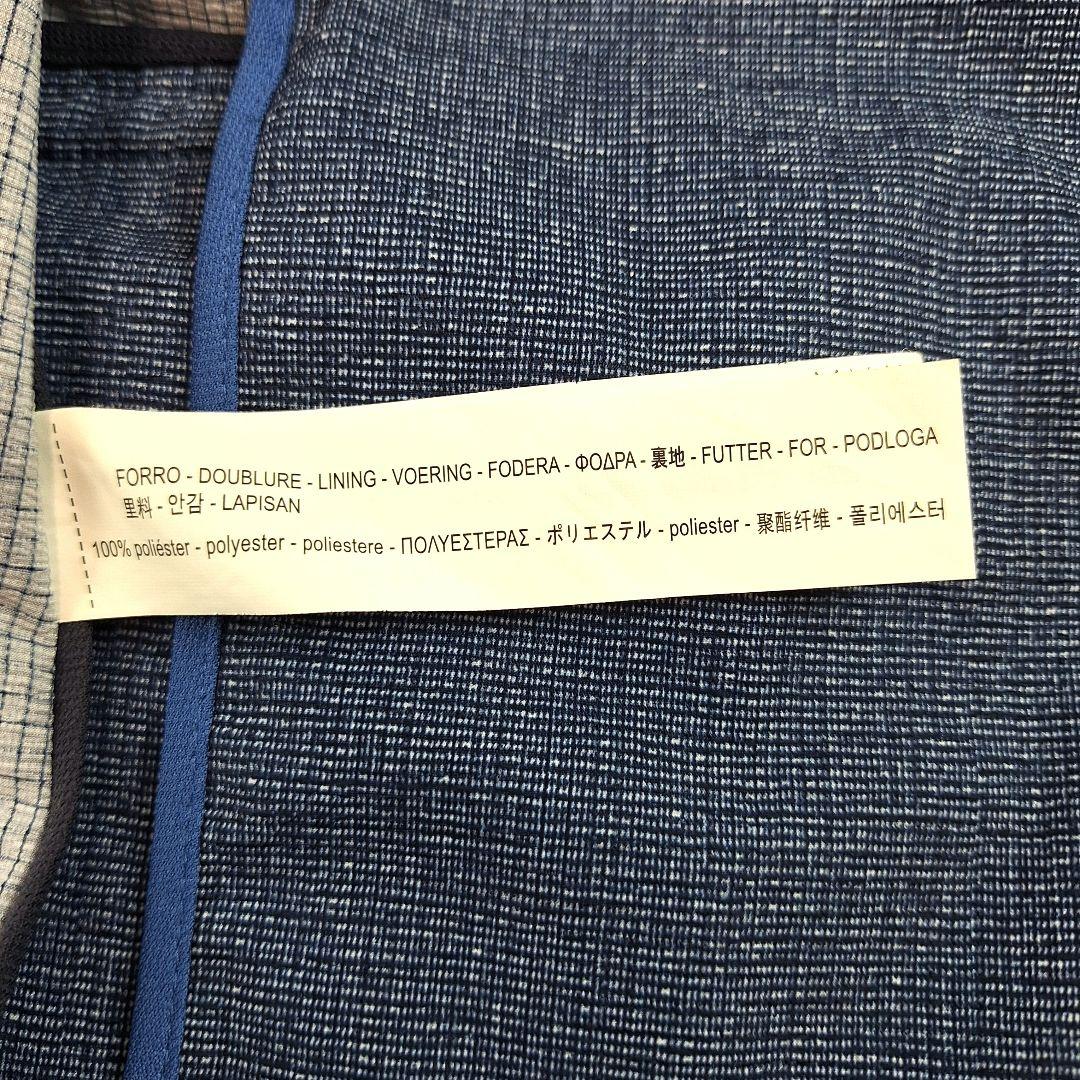 FORRO - DOUBLURE - LINING - VOERING - FODERA - ΦΟΔΡΑ - 裏地 - FUTTER - FOR - PODLOGA
里料 - 안감 - LAPISAN
100% poliéster - polyester - poliestere - ΠΟΛΥΕΣΤΕΡΑΣ - ポリエステル - poliester - 聚酯纤维 - 폴리에스터